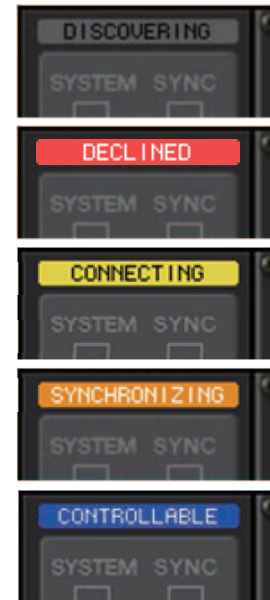 DISCOVERING
SYSTEM SYNC
DECLINED
SYSTEM SYNC
CONNECTING
SYSTEM SYNC
SYNCHRONIZING
SYSTEM SYNC
CONTROLLABLE
SYSTEM SYNC